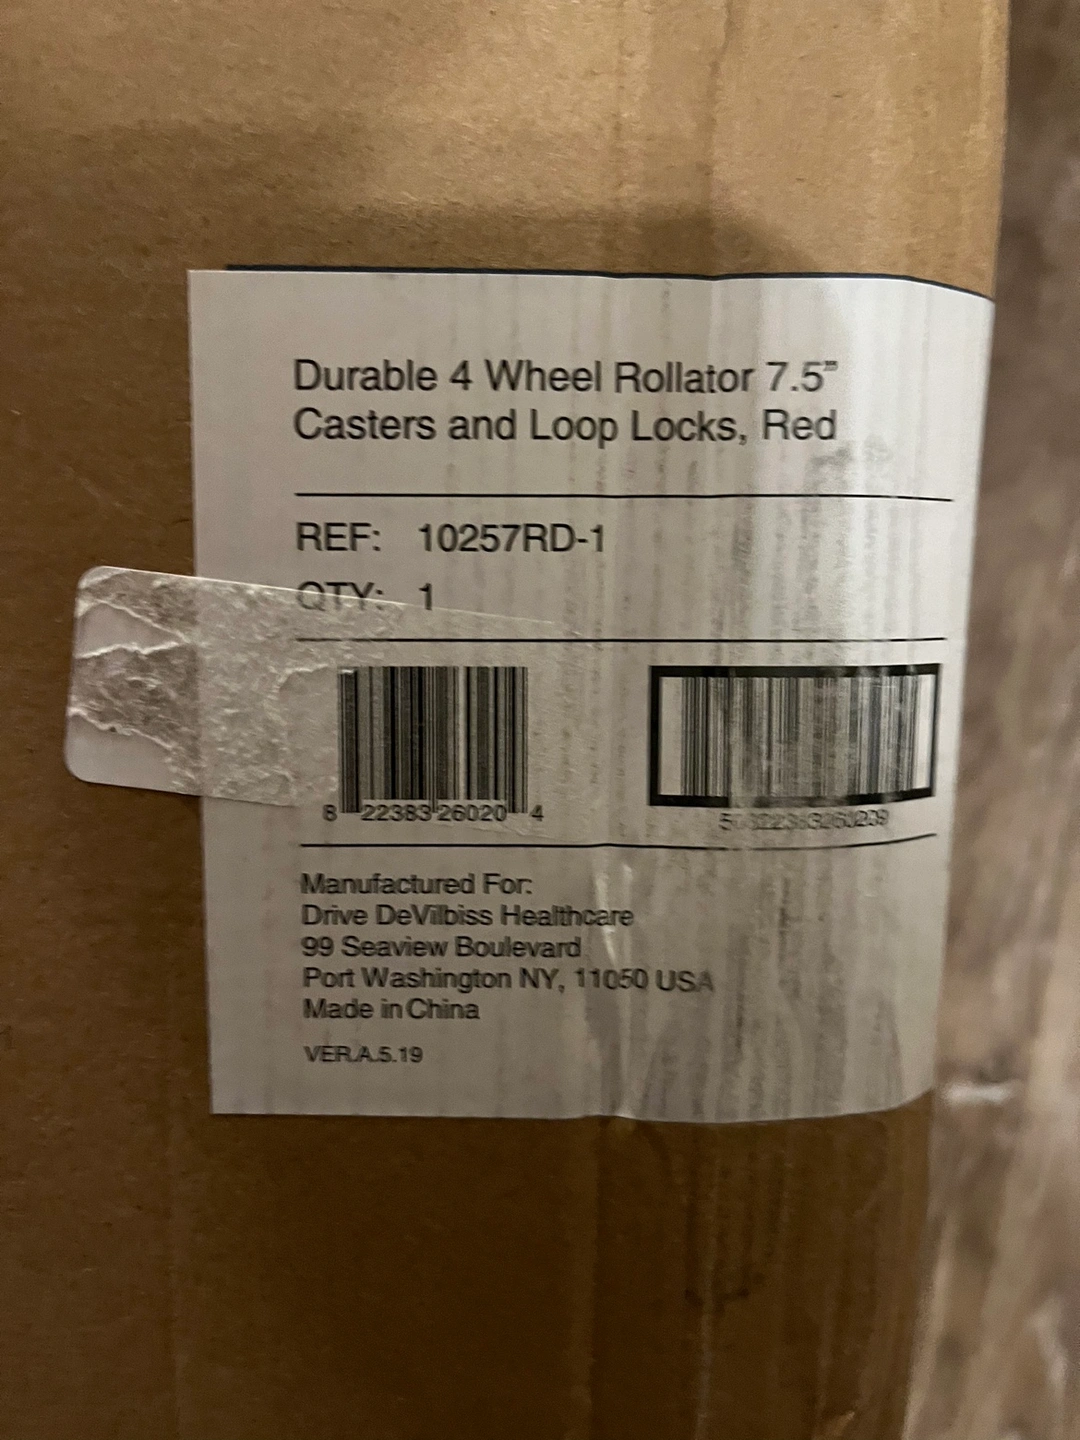 Durable 4 Wheel Rollator 7.5”
Casters and Loop Locks, Red
REF: 10257RD-1
QTY: 1
8 22383 26020 4
Manufactured For:
Drive DeVilbiss Healthcare
99 Seaview Boulevard
Port Washington NY, 11050 USA
Made in China
VER.A.5.19